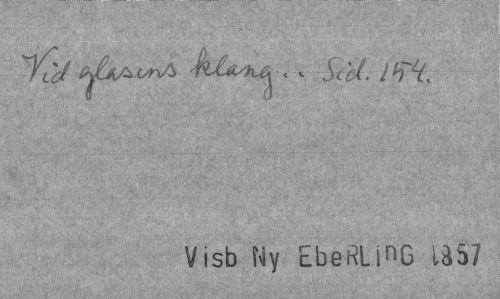 Vid glasens klang.. Sid. 154.
Visb Ny EbeRLinG 1857